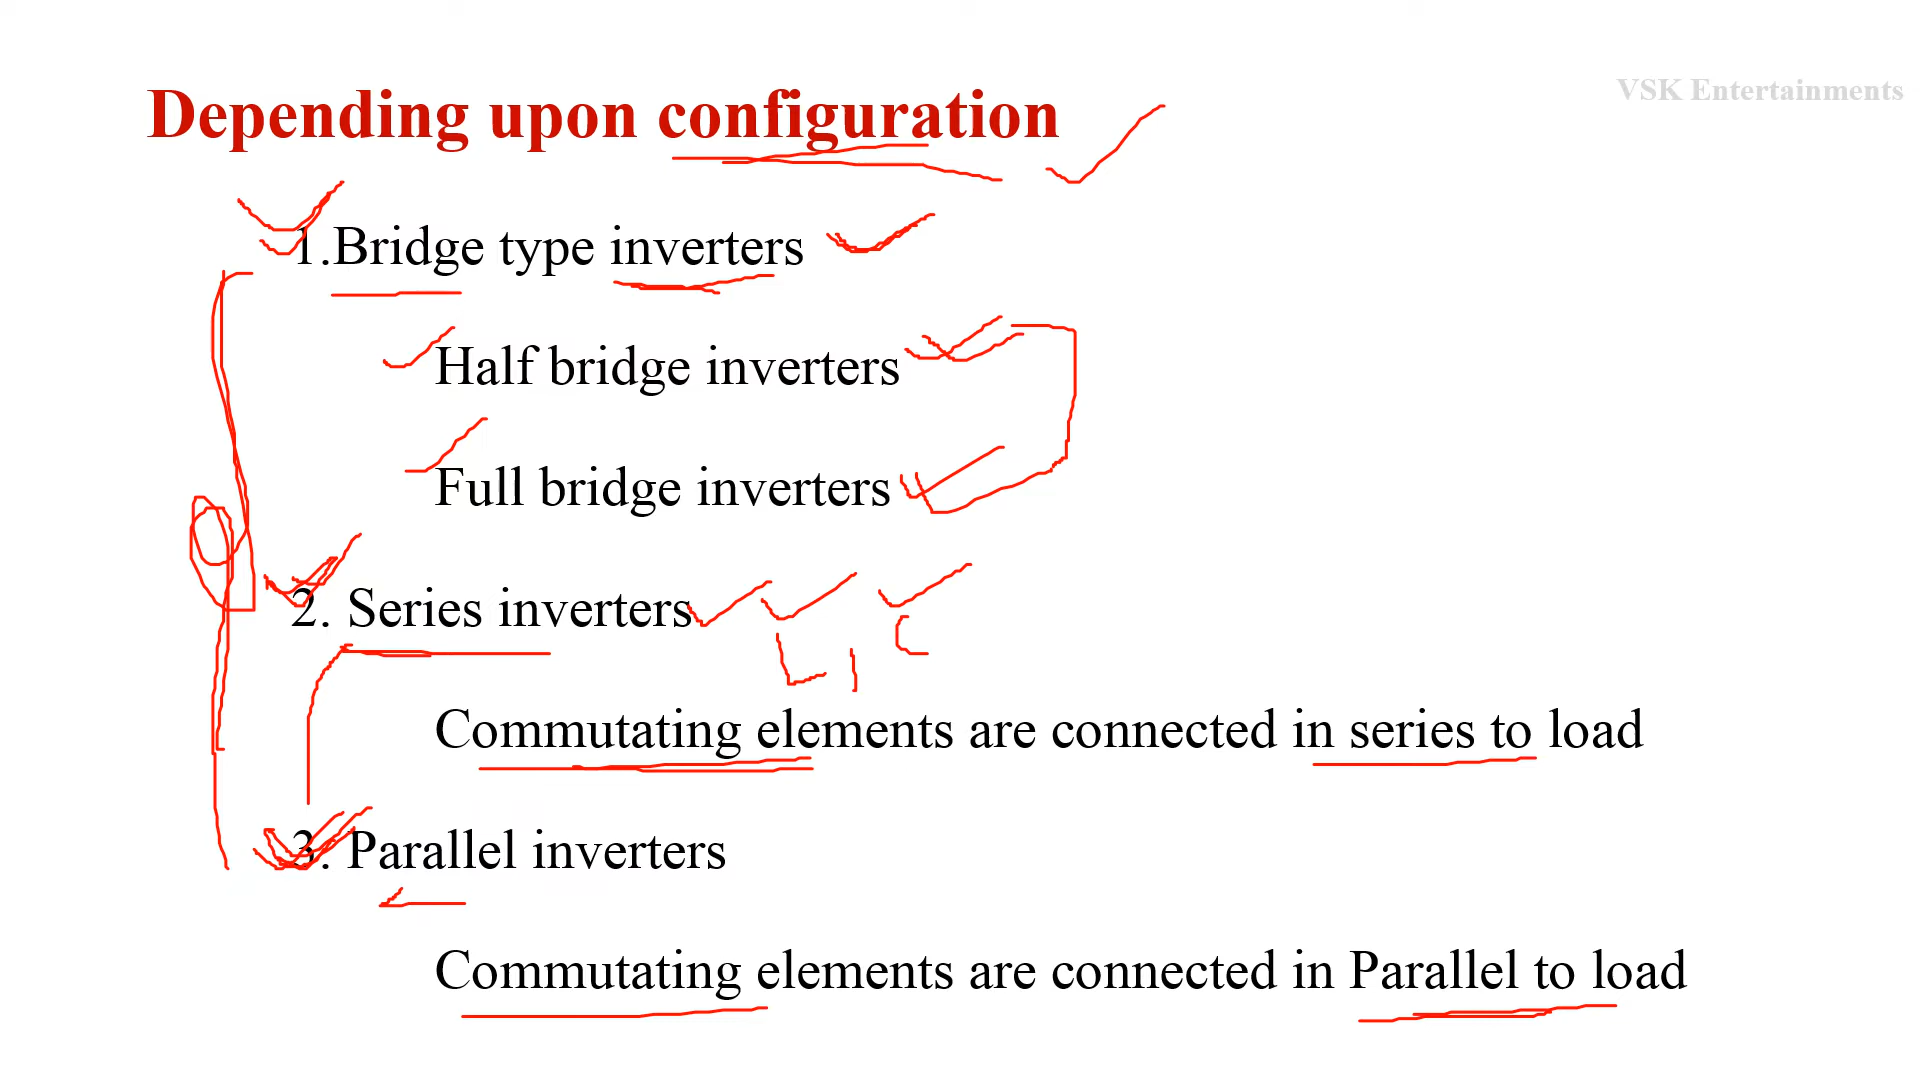 VSK Entertainments
Depending upon configuration
1.Bridge type inverters
Half bridge inverters
Full bridge inverters
2. Series inverters
L, C
Commutating elements are connected in series to load
3. Parallel inverters
Commutating elements are connected in Parallel to load